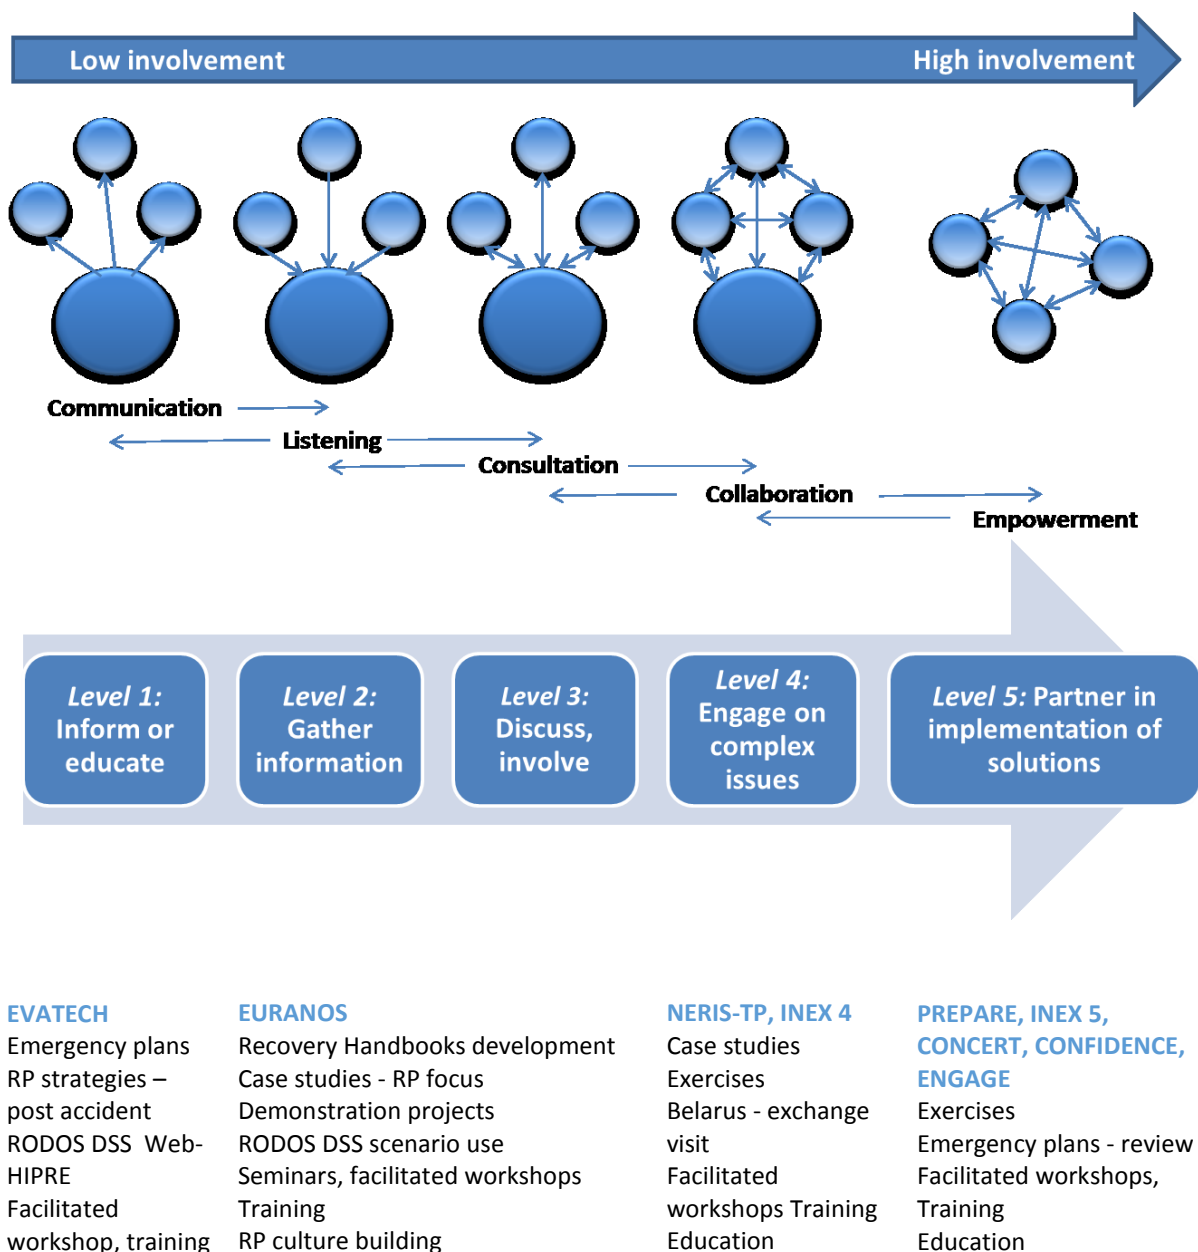 Low involvement
High involvement
Communication
Listening
Consultation
Collaboration
Empowerment
Level 1:
Inform or
educate
Level 2:
Gather
information
Level 3:
Discuss,
involve
Level 4:
Engage on
complex
issues
Level 5: Partner in
implementation of
solutions
EVATECH
Emergency plans
RP strategies –
post accident
RODOS DSS Web-
HIPRE
Facilitated
workshop, training
EURANOS
Recovery Handbooks development
Case studies - RP focus
Demonstration projects
RODOS DSS scenario use
Seminars, facilitated workshops
Training
RP culture building
NERIS-TP, INEX 4
Case studies
Exercises
Belarus - exchange
visit
Facilitated
workshops Training
Education
PREPARE, INEX 5,
CONCERT, CONFIDENCE,
ENGAGE
Exercises
Emergency plans - review
Facilitated workshops,
Training
Education